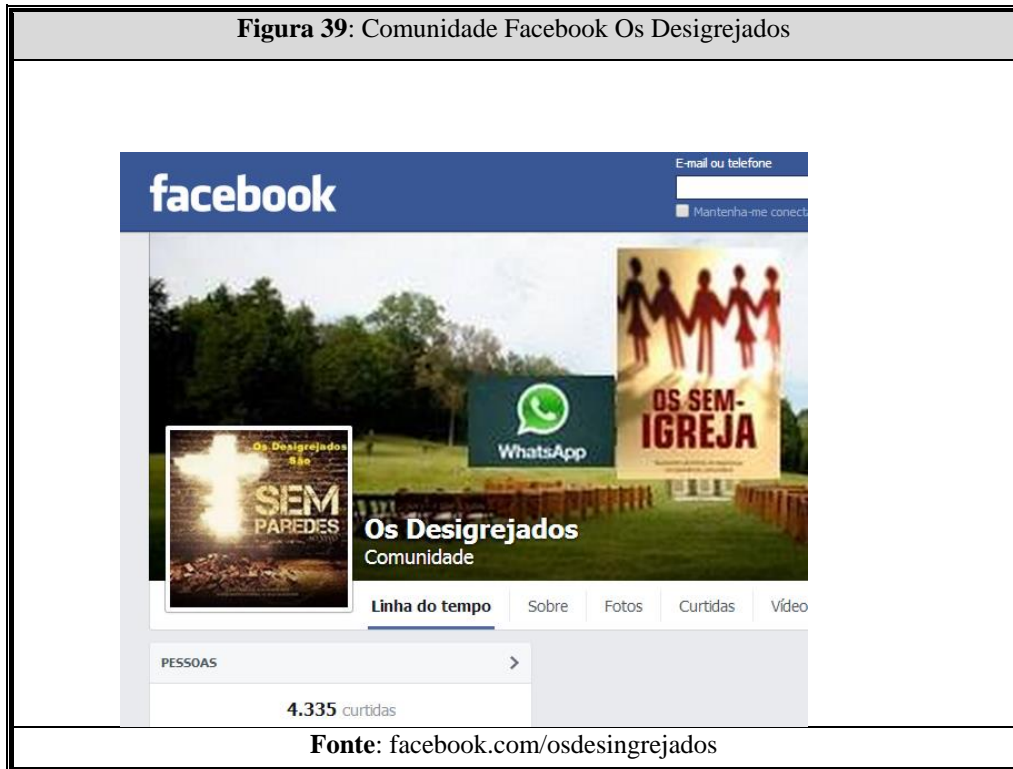 Figura 39: Comunidade Facebook Os Desigrejados
E-mail ou telefone
facebook
Mantenha-me conecta
OS SEM-
IGREJA
WhatsApp
Os Desigrejados
São
SEM
PAREDES
Os Desigrejados
Comunidade
Linha do tempo Sobre Fotos Curtidas Vídeo
PESSOAS
4.335 curtidas
Fonte: facebook.com/osdesingrejados